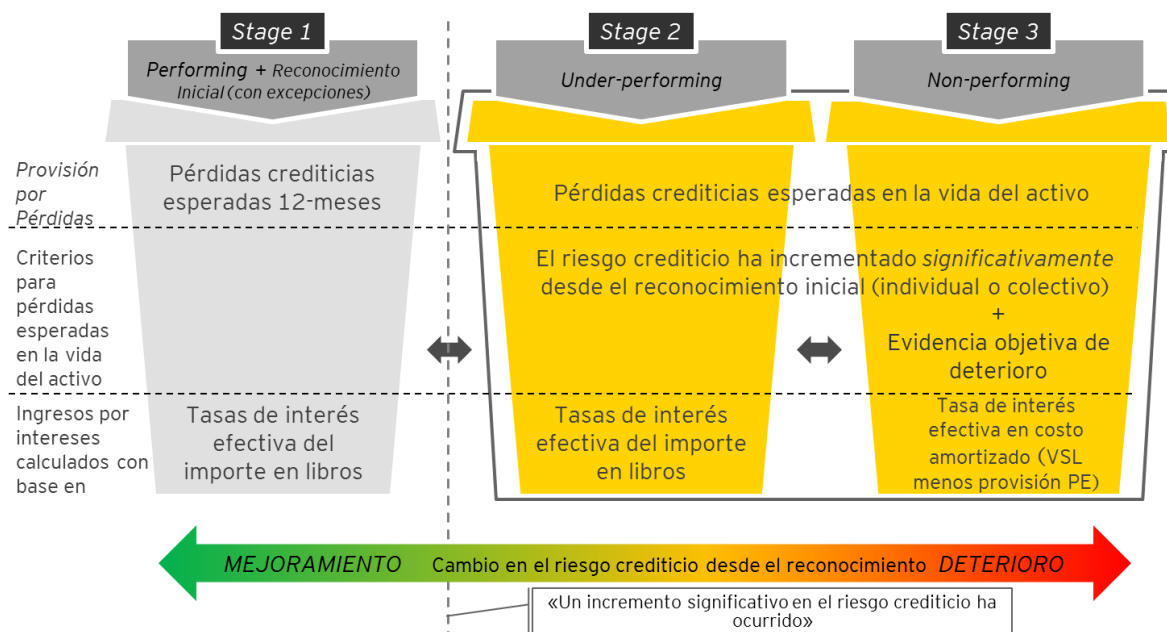 Stage 1
Stage 2
Stage 3
Performing + Reconocimiento
Inicial (con excepciones)
Under-performing
Non-performing
Provisión
por
Pérdidas
Pérdidas crediticias
esperadas 12-meses
Pérdidas crediticias esperadas en la vida del activo
Criterios
para
pérdidas
esperadas
en la vida
del activo
El riesgo crediticio ha incrementado significativamente
desde el reconocimiento inicial (individual o colectivo)
+
Evidencia objetiva de
deterioro
Ingresos por
intereses
calculados con
base en
Tasas de interés
efectiva del
importe en libros
Tasas de interés
efectiva del importe
en libros
Tasa de interés
efectiva en costo
amortizado (VSL
menos provisión PE)
MEJORAMIENTO Cambio en el riesgo crediticio desde el reconocimiento DETERIORO
«Un incremento significativo en el riesgo crediticio ha
ocurrido»